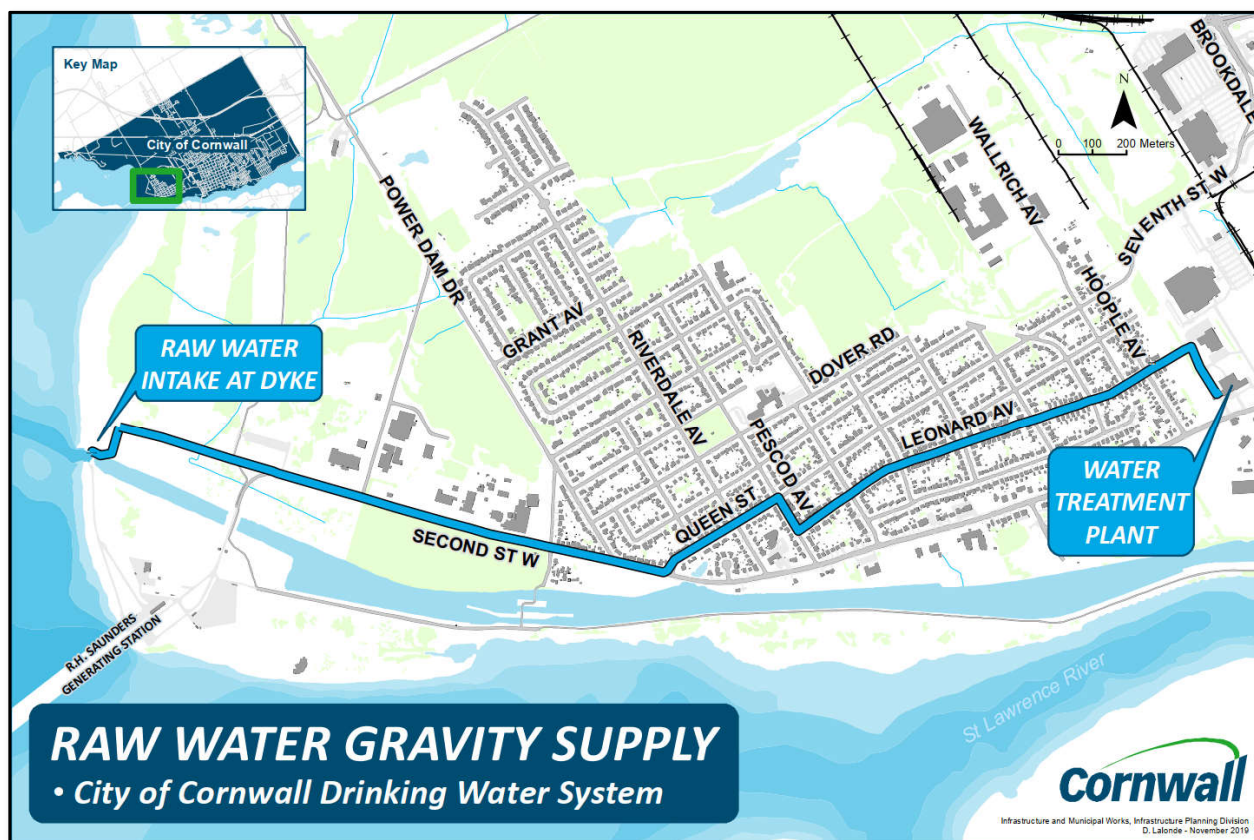 Key Map
City of Cornwall
BROOKDALE
N
0 100 200 Meters
WALLRICH AV
SEVENTH ST W
POWER DAM DR
HOOPLE AV
GRANT AV
RIVERDALE AV
DOVER RD
RAW WATER
INTAKE AT DYKE
LEONARD AV
PESCOD AV
QUEEN ST
SECOND ST W
WATER
TREATMENT
PLANT
R.H. SAUNDERS
GENERATING STATION
St Lawrence River
RAW WATER GRAVITY SUPPLY
• City of Cornwall Drinking Water System
Cornwall
Infrastructure and Municipal Works, Infrastructure Planning Division
D. Lalonde - November 2019